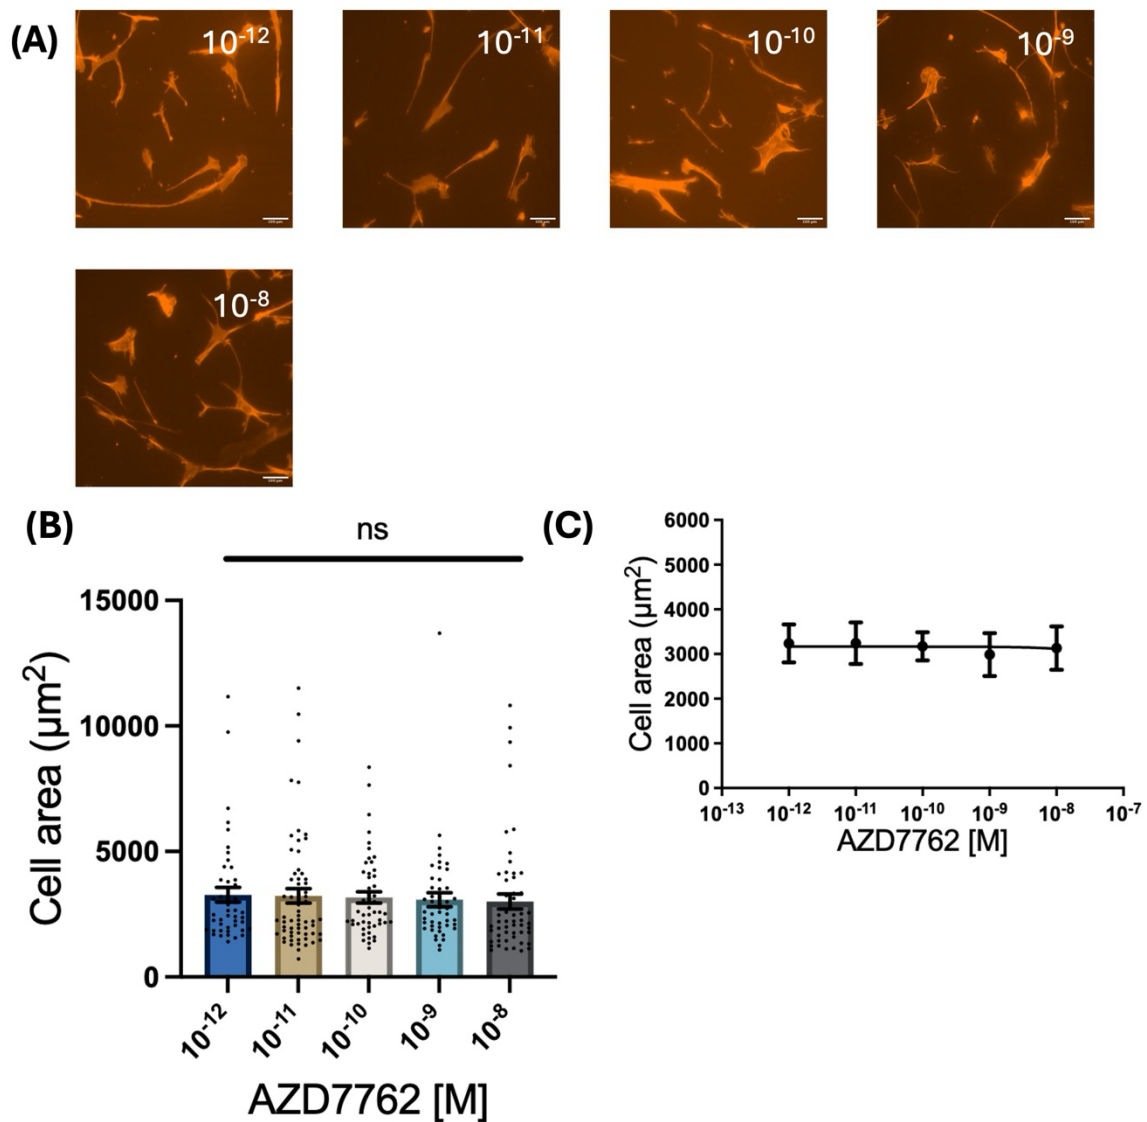 (A)
10⁻¹²
10⁻¹¹
10⁻¹⁰
10⁻⁹
10⁻⁸
(B)
ns
15000
10000
5000
0
Cell area (µm²)
10⁻¹²
10⁻¹¹
10⁻¹⁰
10⁻⁹
10⁻⁸
AZD7762 [M]
(C)
6000
5000
4000
3000
2000
1000
0
Cell area (µm²)
10⁻¹³ 10⁻¹² 10⁻¹¹ 10⁻¹⁰ 10⁻⁹ 10⁻⁸ 10⁻⁷
AZD7762 [M]